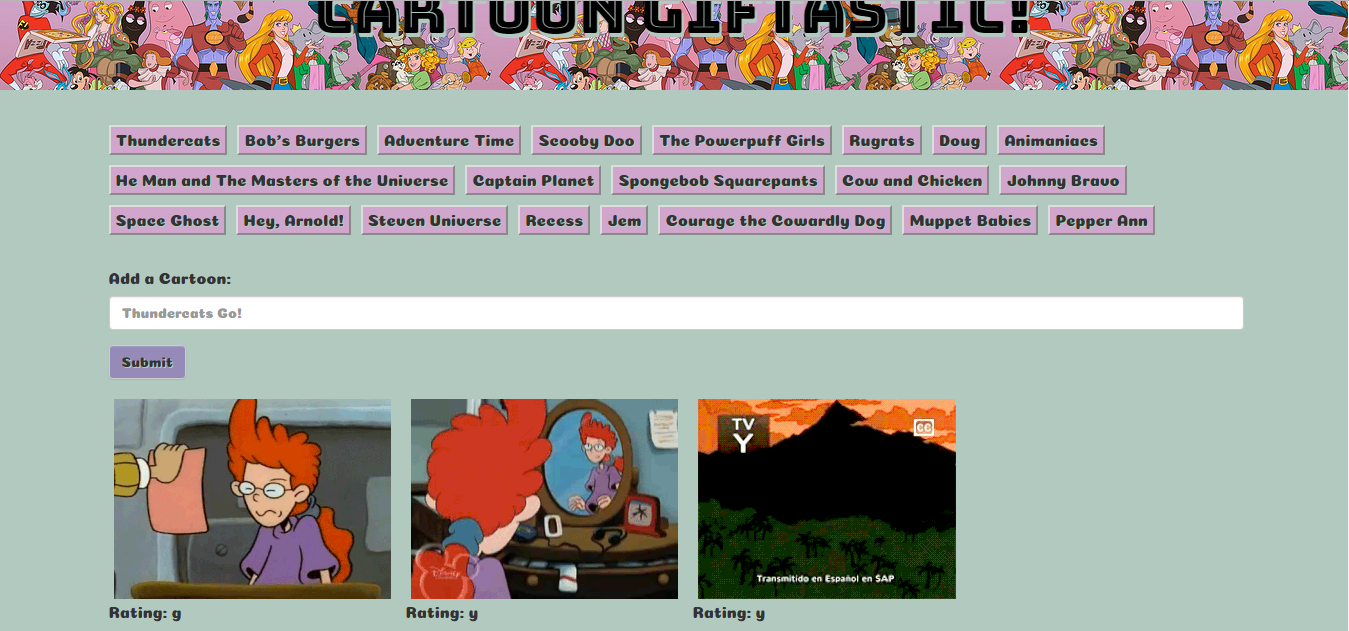 CARTOON GIFTASTIC!
Thundercats Bob's Burgers Adventure Time Scooby Doo The Powerpuff Girls Rugrats Doug Animaniacs
He Man and The Masters of the Universe Captain Planet Spongebob Squarepants Cow and Chicken Johnny Bravo
Space Ghost Hey, Arnold! Steven Universe Recess Jem Courage the Cowardly Dog Muppet Babies Pepper Ann
Add a Cartoon:
Thundercats Go!
Submit
TV
Y
CC
Disney
Transmitido en Español en SAP
Rating: g Rating: y Rating: y